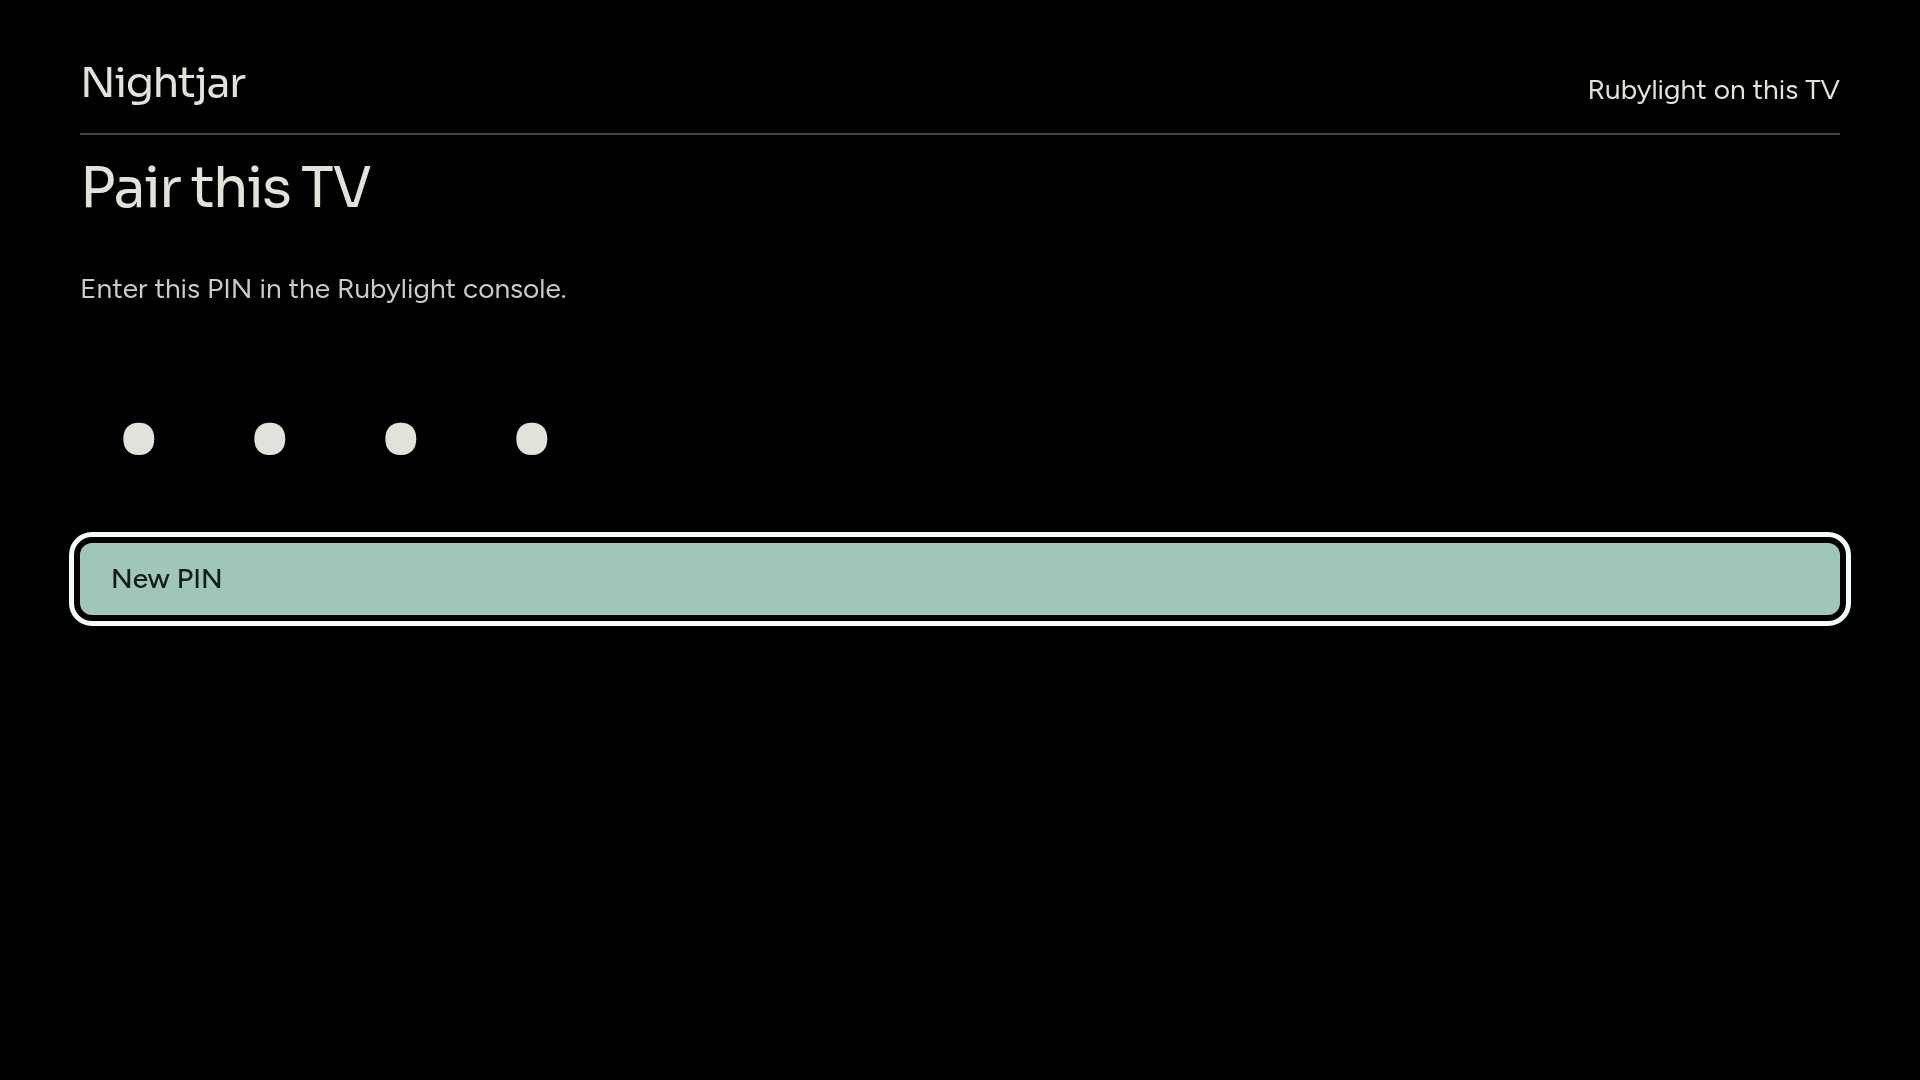 Nightjar
Rubylight on this TV
Pair this TV
Enter this PIN in the Rubylight console.
• • • •
New PIN